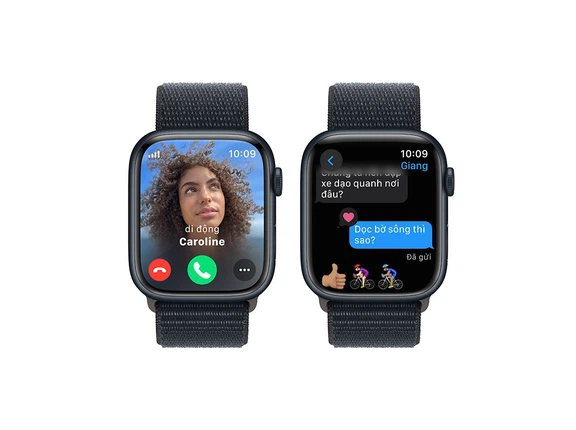 10:09
di động
Caroline
10:09
Giang
xe đạo quanh nơi
đâu?
Dọc bờ sông thì
sao?
Đã gửi